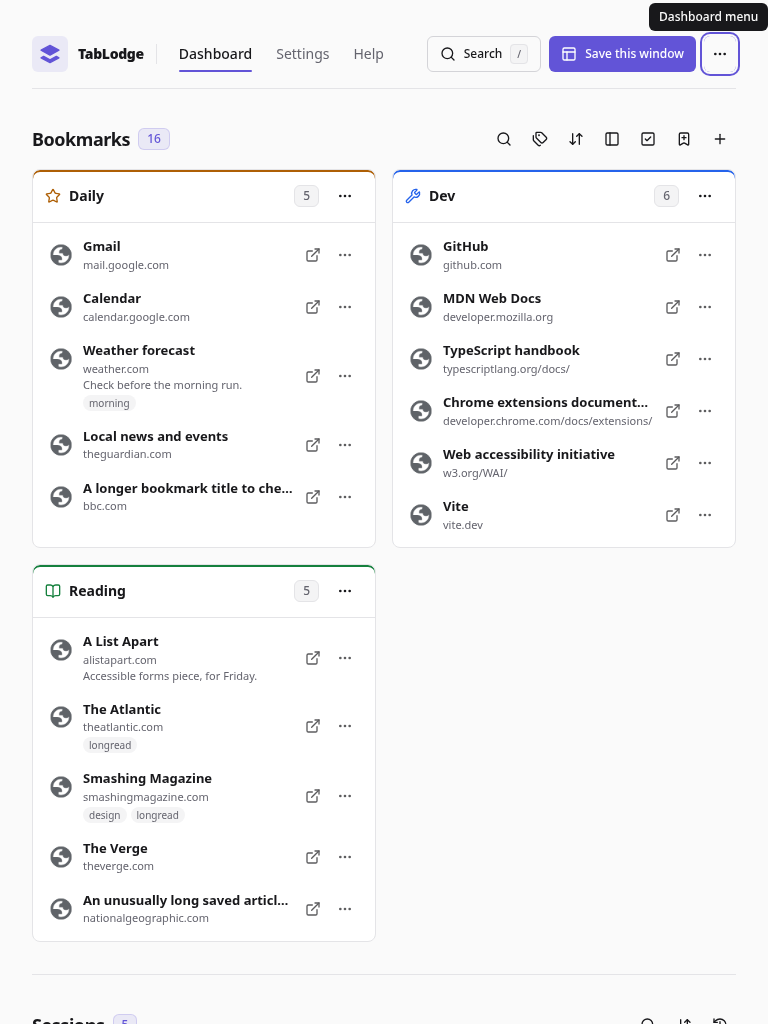 Dashboard menu
TabLodge
Dashboard
Settings
Help
Search /
Save this window
Bookmarks 16
Daily 5
Gmail
mail.google.com
Calendar
calendar.google.com
Weather forecast
weather.com
Check before the morning run.
morning
Local news and events
theguardian.com
A longer bookmark title to che...
bbc.com
Dev 6
GitHub
github.com
MDN Web Docs
developer.mozilla.org
TypeScript handbook
typescriptlang.org/docs/
Chrome extensions document...
developer.chrome.com/docs/extensions/
Web accessibility initiative
w3.org/WAI/
Vite
vite.dev
Reading 5
A List Apart
alistapart.com
Accessible forms piece, for Friday.
The Atlantic
theatlantic.com
longread
Smashing Magazine
smashingmagazine.com
design longread
The Verge
theverge.com
An unusually long saved articl...
nationalgeographic.com
Sessions 5